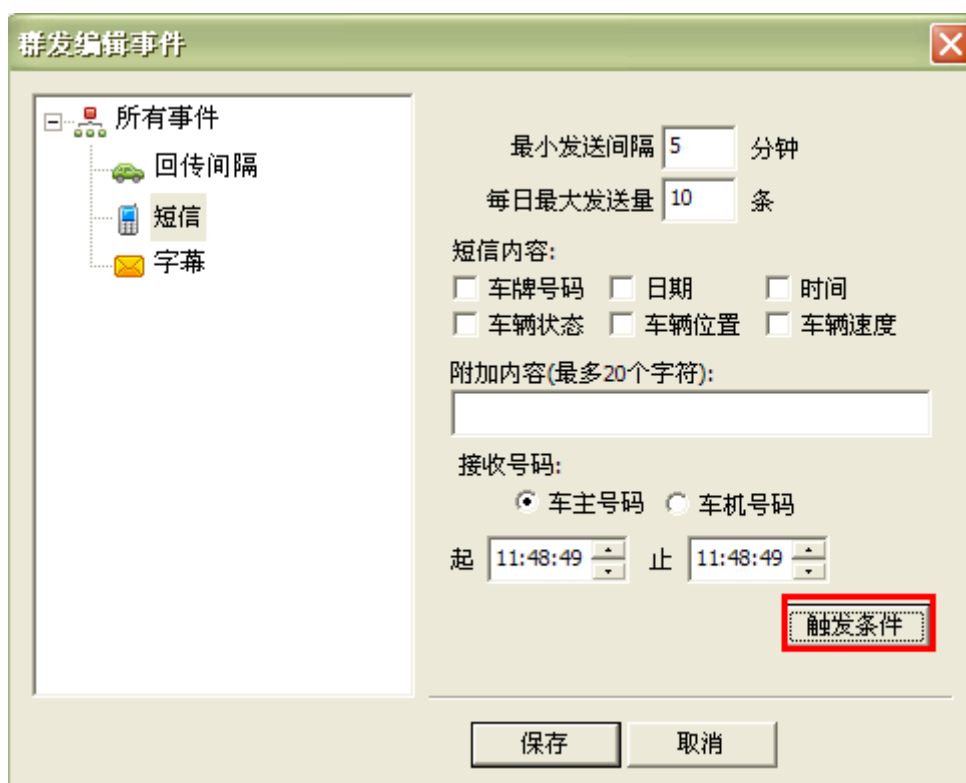 群发编辑事件
所有事件
回传间隔
短信
字幕
最小发送间隔 5 分钟
每日最大发送量 10 条
短信内容:
车牌号码 日期 时间
车辆状态 车辆位置 车辆速度
附加内容(最多20个字符):
接收号码:
车主号码 车机号码
起 11:48:49 止 11:48:49
触发条件
保存 取消